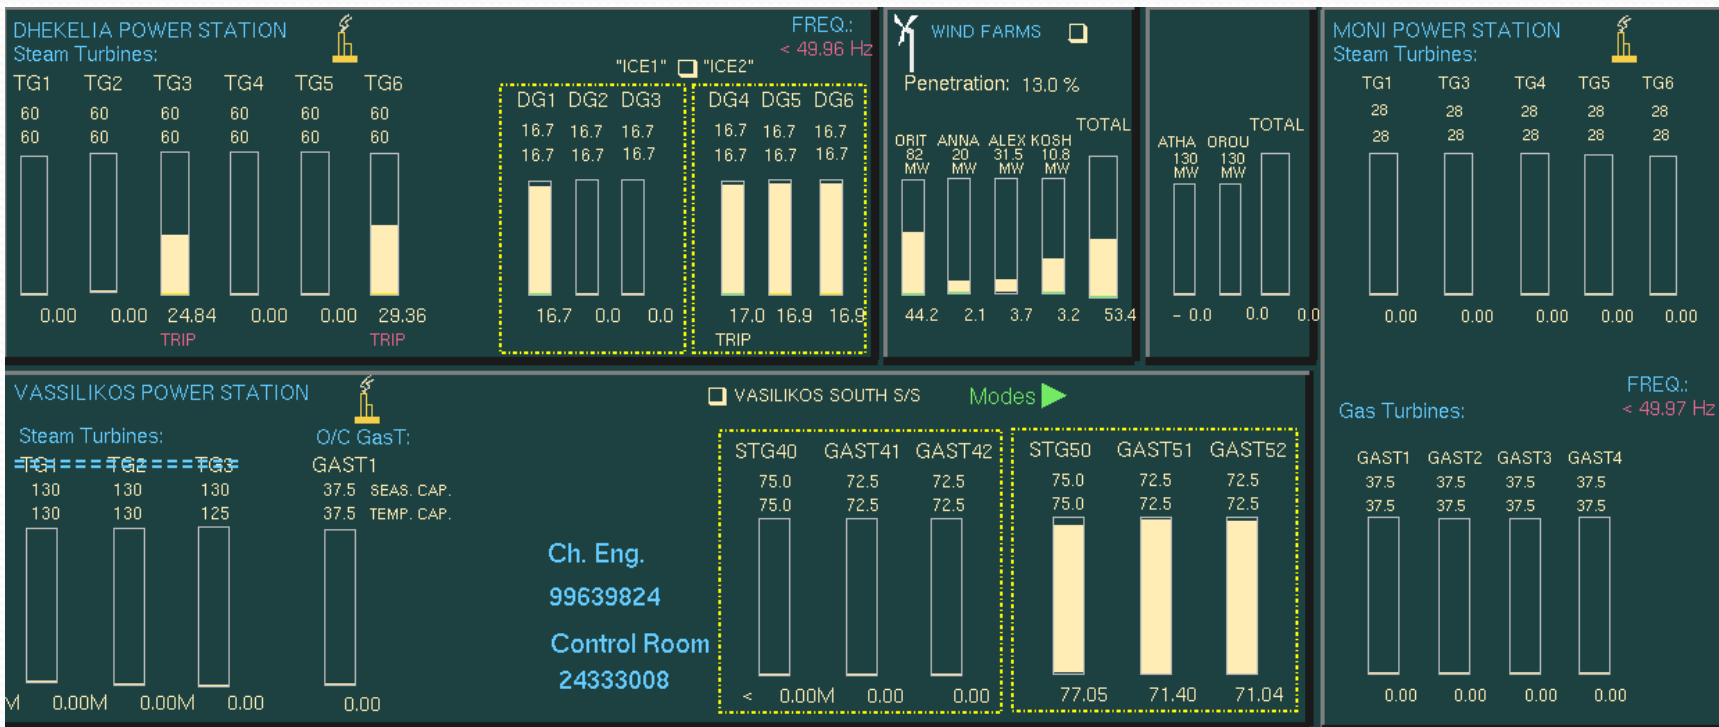 DHEKELIA POWER STATION
Steam Turbines:
FREQ.:
< 49.96 Hz
TG1 TG2 TG3 TG4 TG5 TG6
60 60 60 60 60 60
60 60 60 60 60 60
0.00 0.00 24.84 0.00 0.00 29.36
TRIP TRIP
"ICE1" "ICE2"
DG1 DG2 DG3 DG4 DG5 DG6
16.7 16.7 16.7 16.7 16.7 16.7
16.7 16.7 16.7 16.7 16.7 16.7
16.7 0.0 0.0 17.0 16.9 16.9
TRIP
WIND FARMS
Penetration: 13.0 %
TOTAL
ORIT ANNA ALEX KOSH
82 20 31.5 10.8
MW MW MW MW
44.2 2.1 3.7 3.2 53.4
TOTAL
ATHA OROU
130 130
MW MW
- 0.0 0.0 0.0
MONI POWER STATION
Steam Turbines:
TG1 TG3 TG4 TG5 TG6
28 28 28 28 28
28 28 28 28 28
0.00 0.00 0.00 0.00 0.00
FREQ.:
< 49.97 Hz
Gas Turbines:
GAST1 GAST2 GAST3 GAST4
37.5 37.5 37.5 37.5
37.5 37.5 37.5 37.5
0.00 0.00 0.00 0.00
VASSILIKOS POWER STATION
Steam Turbines: O/C GasT:
TG1 TG2 TG3 GAST1
130 130 130 37.5 SEAS. CAP.
130 130 125 37.5 TEMP. CAP.
M 0.00M 0.00M 0.00 0.00
Ch. Eng.
99639824
Control Room
24333008
VASILIKOS SOUTH S/S Modes
STG40 GAST41 GAST42 STG50 GAST51 GAST52
75.0 72.5 72.5 75.0 72.5 72.5
75.0 72.5 72.5 75.0 72.5 72.5
< 0.00M 0.00 0.00 77.05 71.40 71.04